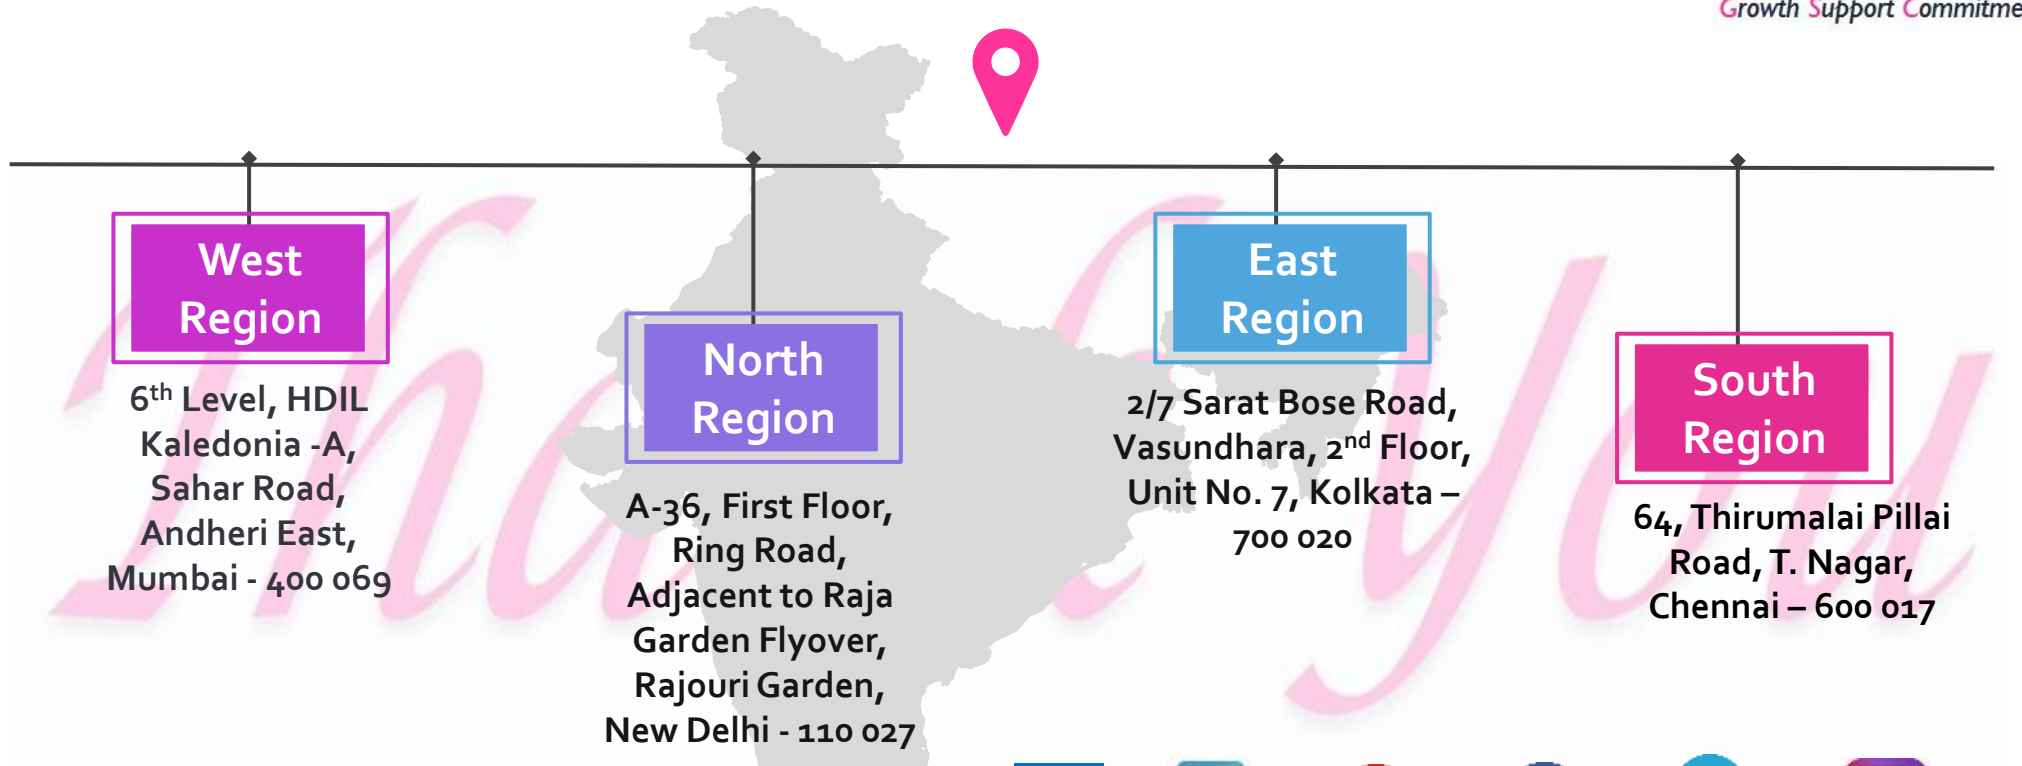 Growth Support Commitme
Thank You
West
Region
6th Level, HDIL
Kaledonia -A,
Sahar Road,
Andheri East,
Mumbai - 400 069
North
Region
A-36, First Floor,
Ring Road,
Adjacent to Raja
Garden Flyover,
Rajouri Garden,
New Delhi - 110 027
East
Region
2/7 Sarat Bose Road,
Vasundhara, 2nd Floor,
Unit No. 7, Kolkata –
700 020
South
Region
64, Thirumalai Pillai
Road, T. Nagar,
Chennai – 600 017